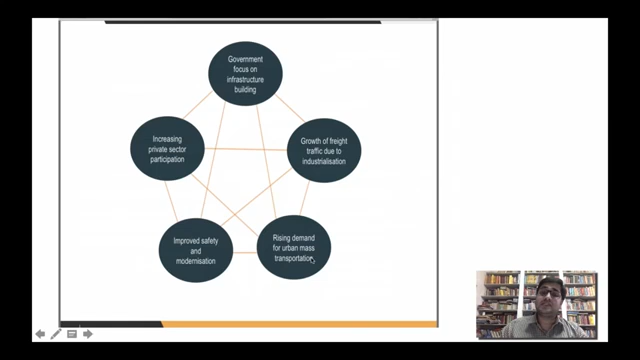 Government
focus on
infrastructure
building
Increasing
private sector
participation
Growth of freight
traffic due to
industrialisation
Improved safety
and
modernisation
Rising demand
for urban mass
transportation